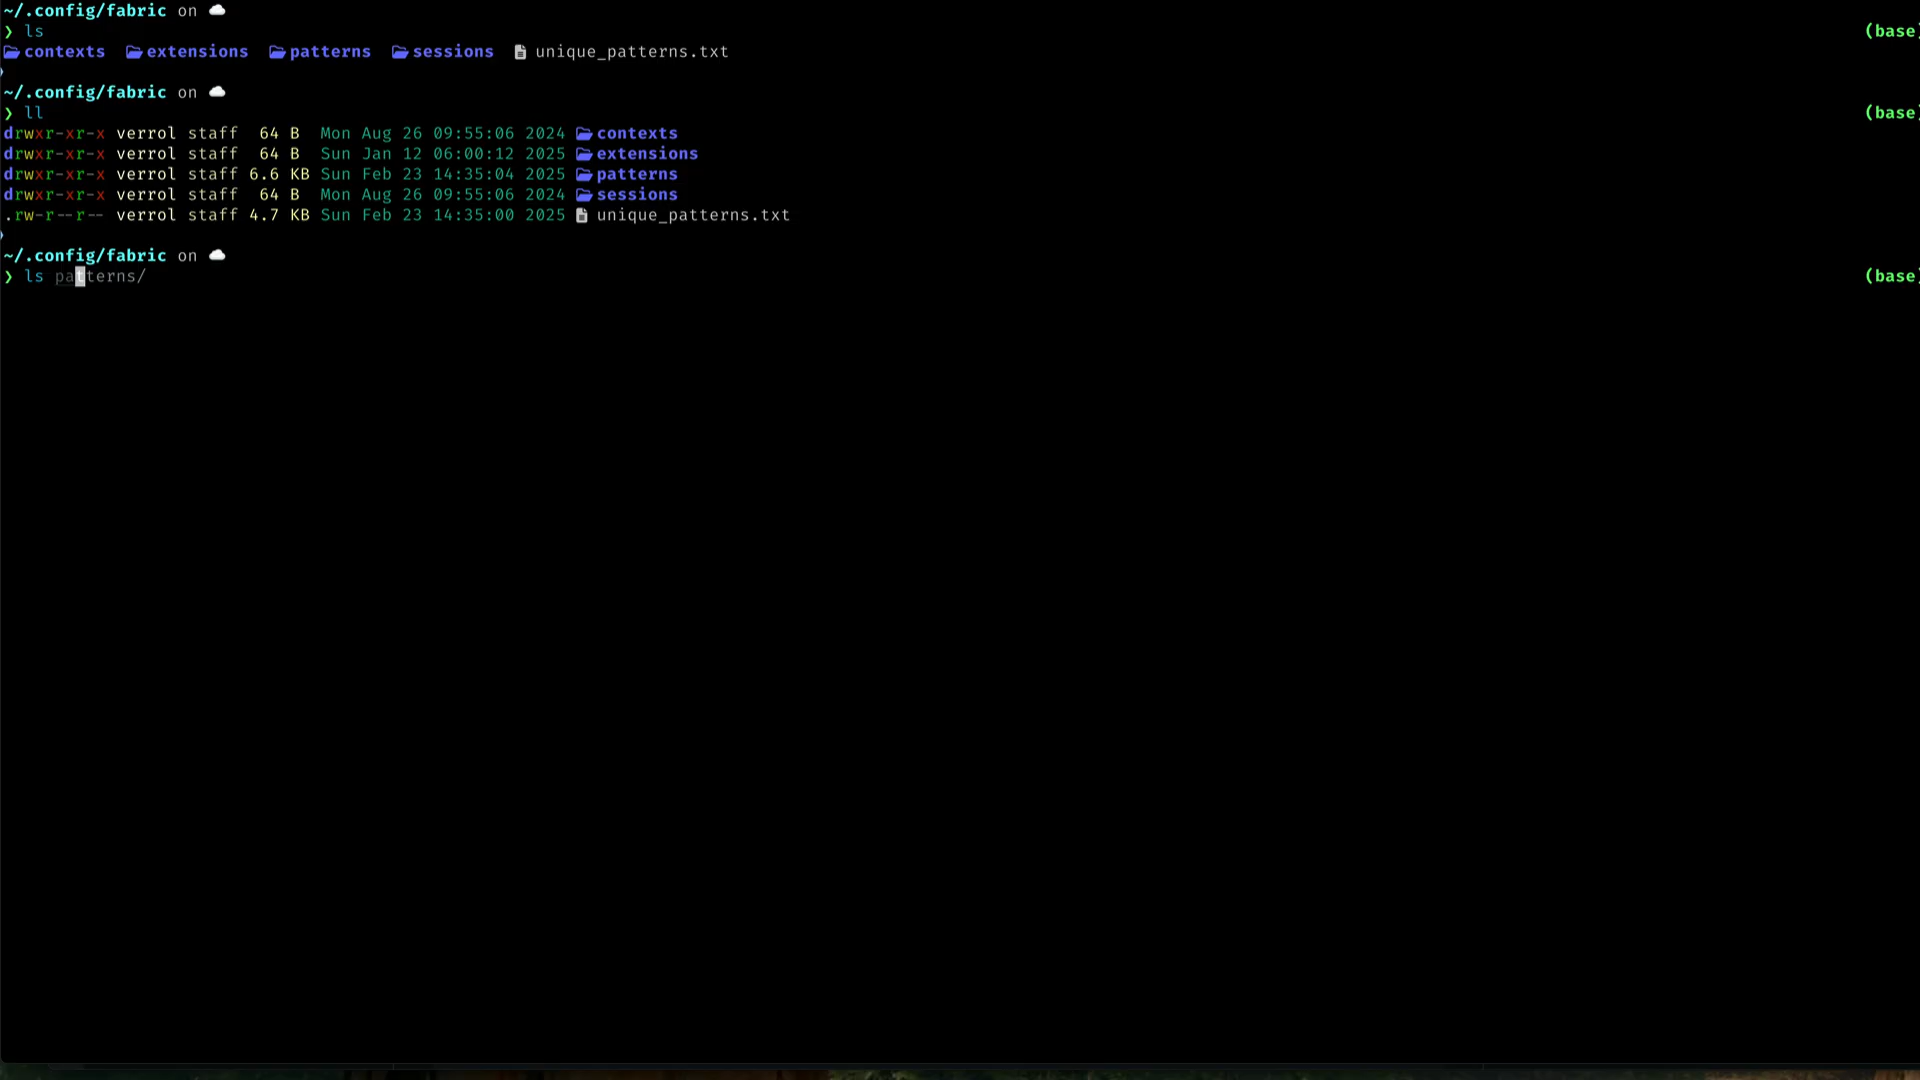 ~/.config/fabric on
❯ ls (base)
contexts extensions patterns sessions unique_patterns.txt
~/.config/fabric on
❯ ll (base)
drwxr-xr-x verrol staff 64 B Mon Aug 26 09:55:06 2024 contexts
drwxr-xr-x verrol staff 64 B Sun Jan 12 06:00:12 2025 extensions
drwxr-xr-x verrol staff 6.6 KB Sun Feb 23 14:35:04 2025 patterns
drwxr-xr-x verrol staff 64 B Mon Aug 26 09:55:06 2024 sessions
.rw-r--r-- verrol staff 4.7 KB Sun Feb 23 14:35:00 2025 unique_patterns.txt
~/.config/fabric on
❯ ls patterns/ (base)